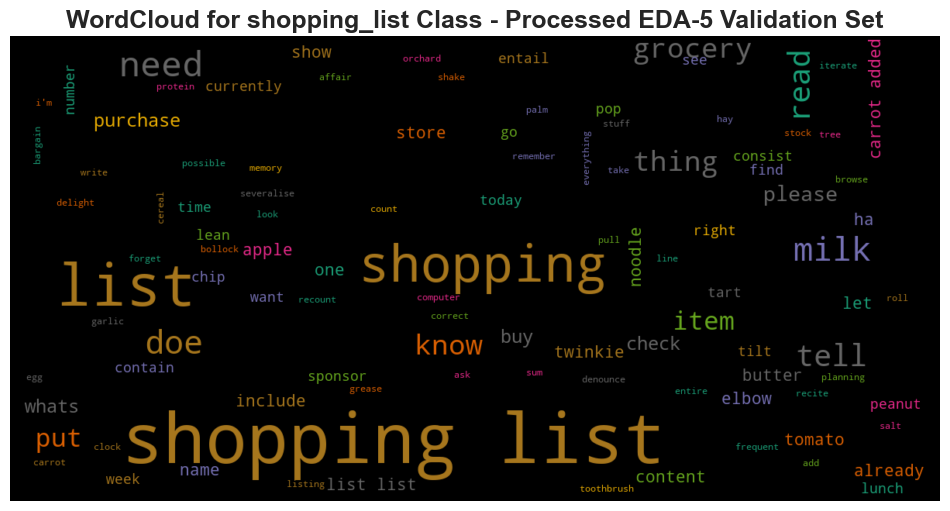 WordCloud for shopping_list Class - Processed EDA-5 Validation Set
need
show
orchard
entail
grocery
see
read
iterate
carrot added
number
protein
currently
affair
shake
i'm
purchase
store
go
pop
stuff
palm
hay
stock
tree
bargain
possible
memory
remember
everything
take
thing
consist
find
browse
write
severalise
please
delight
cereal
time
look
count
today
lean
bollock
apple
forget
one
shopping
pull
noodle
line
right
ha
milk
list
chip
want
recount
computer
correct
tart
let
roll
garlic
item
doe
know
buy
twinkie
check
tilt
tell
contain
sponsor
grease
ask
sum
denounce
butter
planning
egg
entire
recite
whats
include
elbow
peanut
salt
put
clock
shopping list
frequent
tomato
carrot
name
add
already
week
listing
list list
toothbrush
content
lunch